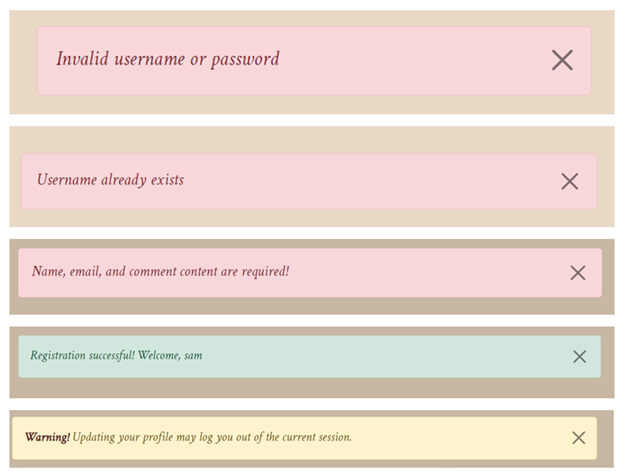 Invalid username or password
Username already exists
Name, email, and comment content are required!
Registration successful! Welcome, sam
Warning! Updating your profile may log you out of the current session.